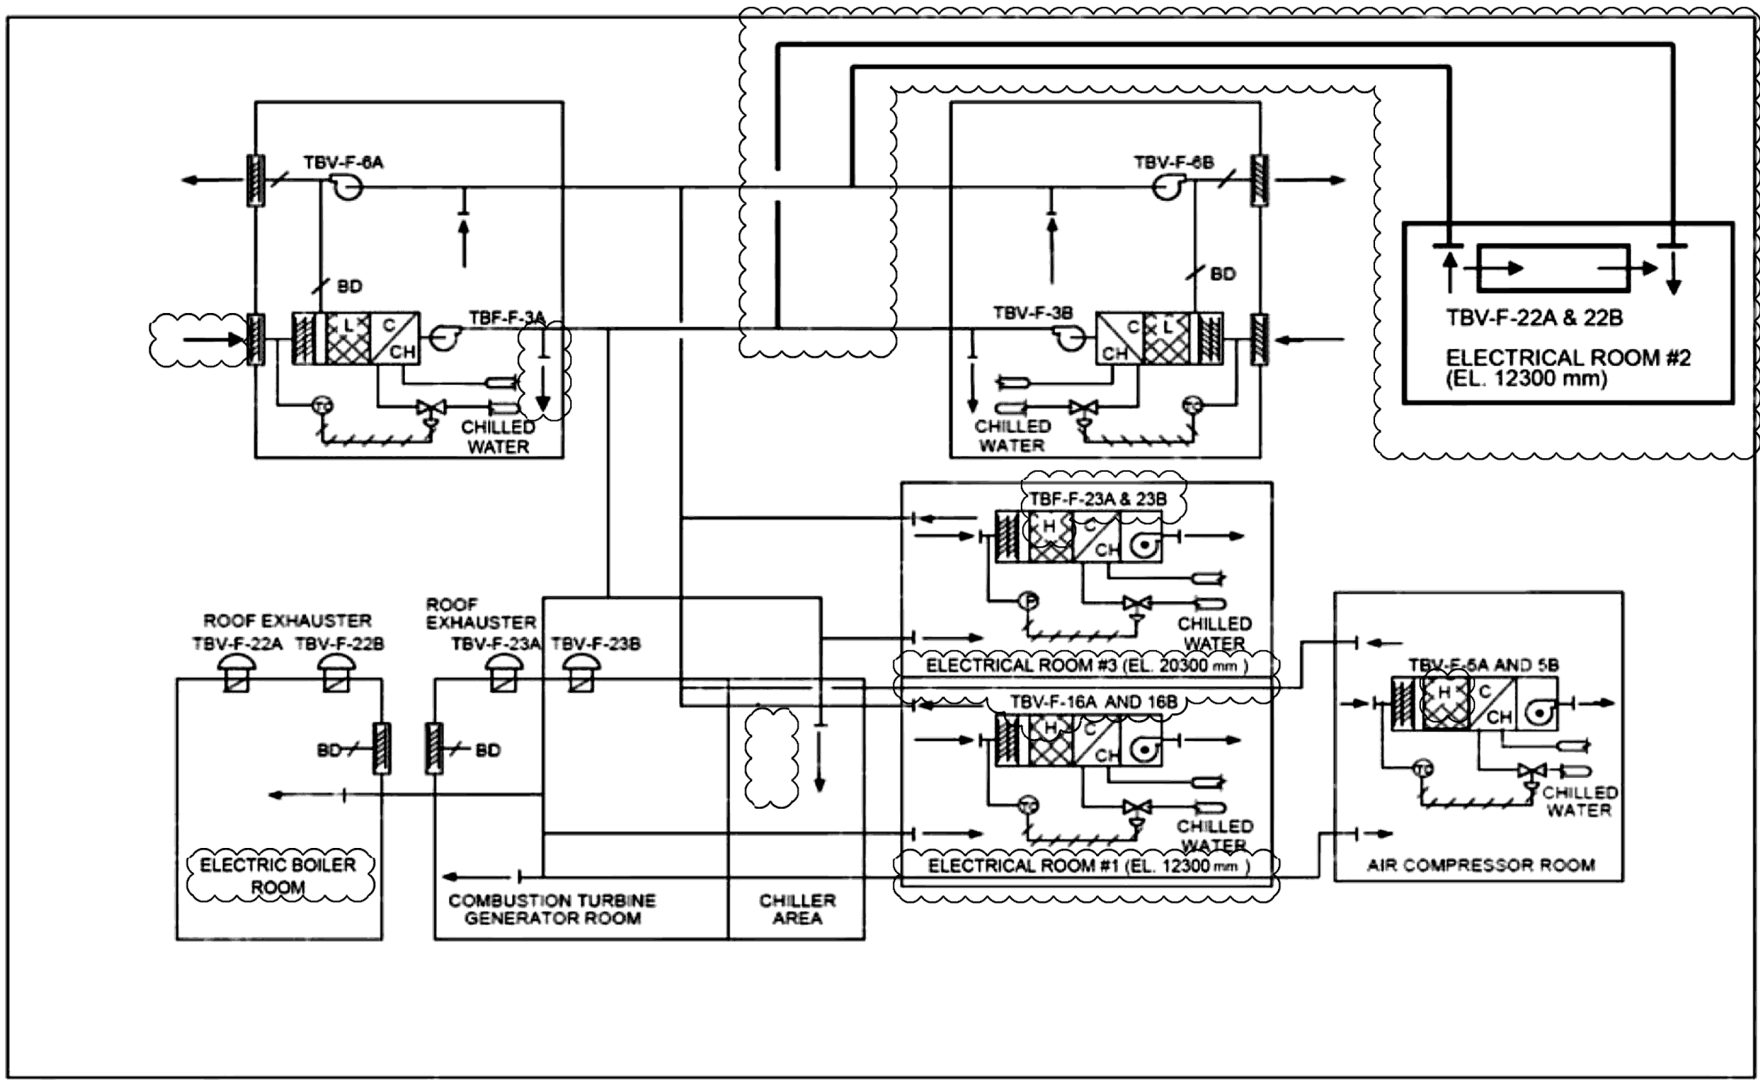 TBV-F-6A
TBV-F-6B
BD
BD
TBF-F-3A
TBV-F-3B
L
C
CH
C
L
CH
TC
TC
CHILLED
WATER
CHILLED
WATER
TBV-F-22A & 22B
ELECTRICAL ROOM #2
(EL. 12300 mm)
TBF-F-23A & 23B
H
C
CH
P
CHILLED
WATER
ELECTRICAL ROOM #3 (EL. 20300 mm )
ROOF EXHAUSTER
TBV-F-22A TBV-F-22B
ROOF
EXHAUSTER
TBV-F-23A TBV-F-23B
TBV-F-16A AND 16B
H
C
CH
TC
CHILLED
WATER
ELECTRICAL ROOM #1 (EL. 12300 mm )
TBV-F-5A AND 5B
H
C
CH
TC
CHILLED
WATER
AIR COMPRESSOR ROOM
BD
BD
ELECTRIC BOILER
ROOM
COMBUSTION TURBINE
GENERATOR ROOM
CHILLER
AREA